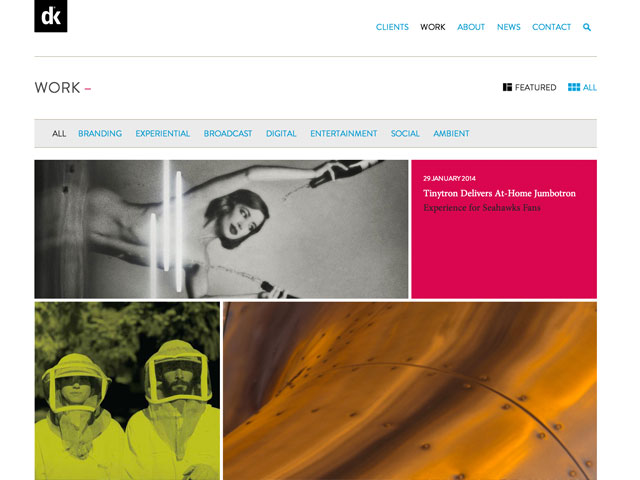 dk
CLIENTS WORK ABOUT NEWS CONTACT
WORK –
FEATURED ALL
ALL BRANDING EXPERIENTIAL BROADCAST DIGITAL ENTERTAINMENT SOCIAL AMBIENT
29 JANUARY 2014
Tinytron Delivers At-Home Jumbotron
Experience for Seahawks Fans